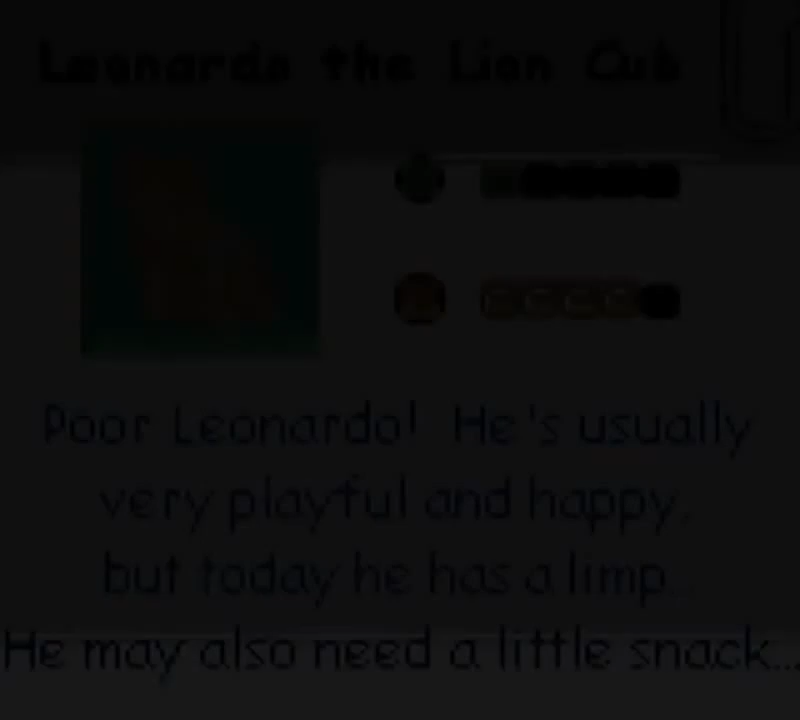 Leonardo the Lion Cub
Poor Leonardo! He's usually
very playful and happy,
but today he has a limp...
He may also need a little snack...